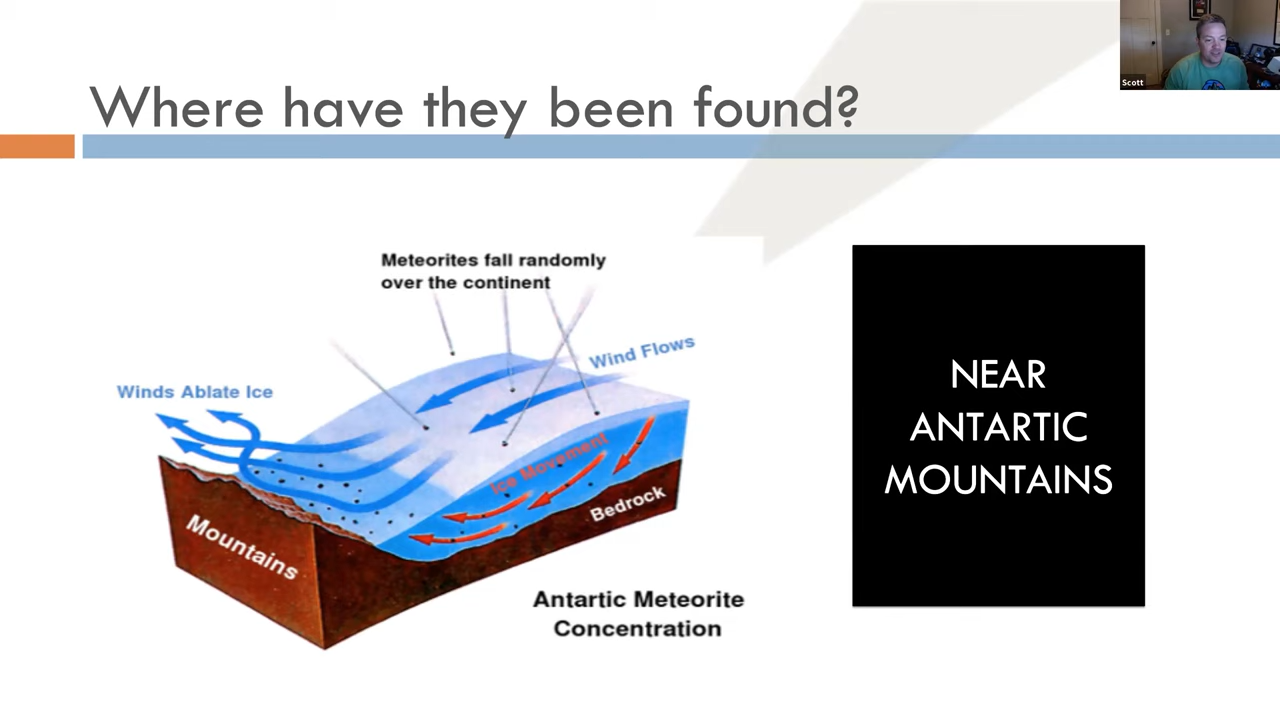 Scott
Where have they been found?
Meteorites fall randomly
over the continent
Wind Flows
Winds Ablate Ice
Ice Movement
Bedrock
Mountains
Antarctic Meteorite
Concentration
NEAR
ANTARTIC
MOUNTAINS